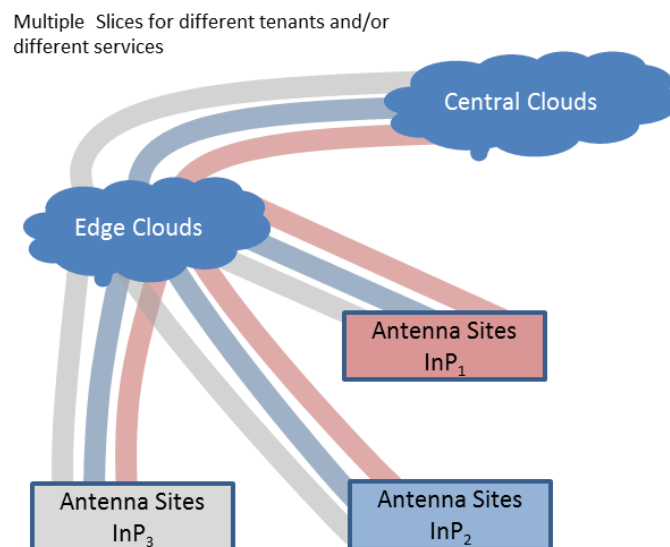 Multiple Slices for different tenants and/or
different services
Central Clouds
Edge Clouds
Antenna Sites
InP₁
Antenna Sites
InP₂
Antenna Sites
InP₃